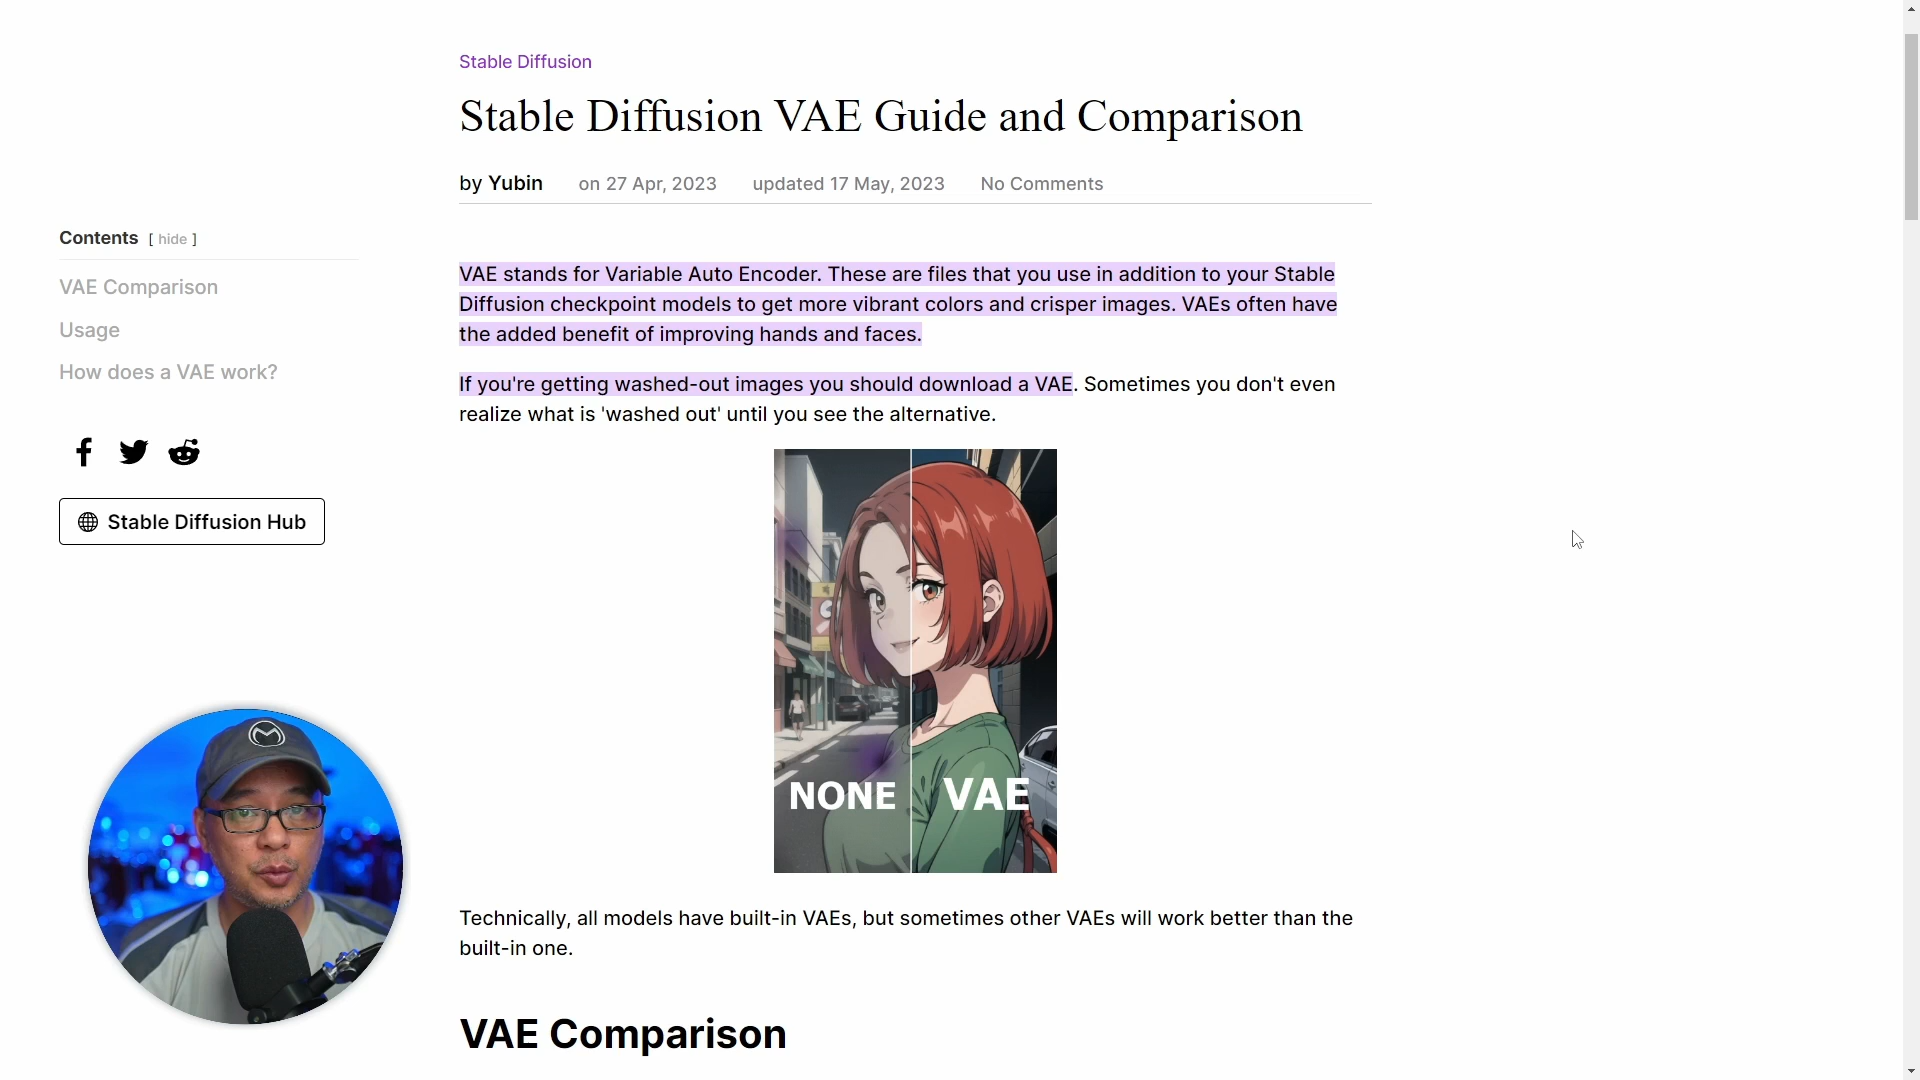 Stable Diffusion
Stable Diffusion VAE Guide and Comparison
by Yubin on 27 Apr, 2023 updated 17 May, 2023 No Comments
Contents [ hide ]
VAE Comparison
Usage
How does a VAE work?
Stable Diffusion Hub
VAE stands for Variable Auto Encoder. These are files that you use in addition to your Stable
Diffusion checkpoint models to get more vibrant colors and crisper images. VAEs often have
the added benefit of improving hands and faces.
If you're getting washed-out images you should download a VAE. Sometimes you don't even
realize what is 'washed out' until you see the alternative.
NONE VAE
Technically, all models have built-in VAEs, but sometimes other VAEs will work better than the
built-in one.
VAE Comparison